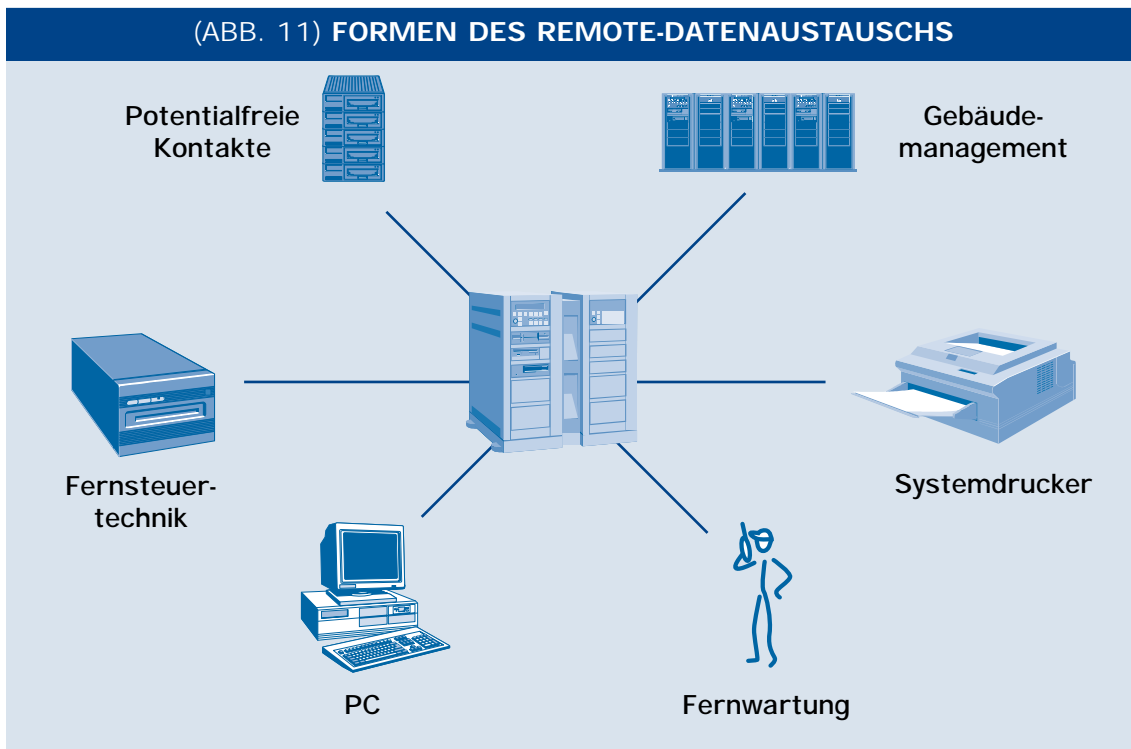 (ABB. 11) FORMEN DES REMOTE-DATENAUSTAUSCHS
Potentialfreie
Kontakte
Gebäude-
management
Fernsteuer-
technik
Systemdrucker
PC
Fernwartung